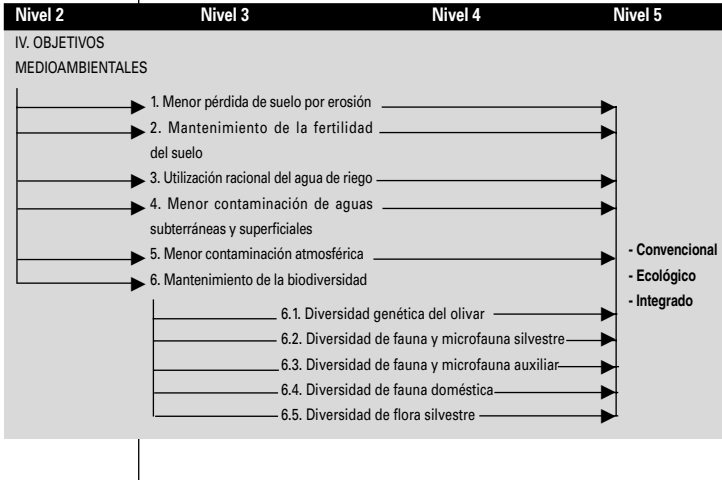 Nivel 2 Nivel 3 Nivel 4 Nivel 5
IV. OBJETIVOS
MEDIOAMBIENTALES
1. Menor pérdida de suelo por erosión
2. Mantenimiento de la fertilidad
del suelo
3. Utilización racional del agua de riego
4. Menor contaminación de aguas
subterráneas y superficiales
5. Menor contaminación atmosférica
6. Mantenimiento de la biodiversidad
- Convencional
- Ecológico
- Integrado
6.1. Diversidad genética del olivar
6.2. Diversidad de fauna y microfauna silvestre
6.3. Diversidad de fauna y microfauna auxiliar
6.4. Diversidad de fauna doméstica
6.5. Diversidad de flora silvestre